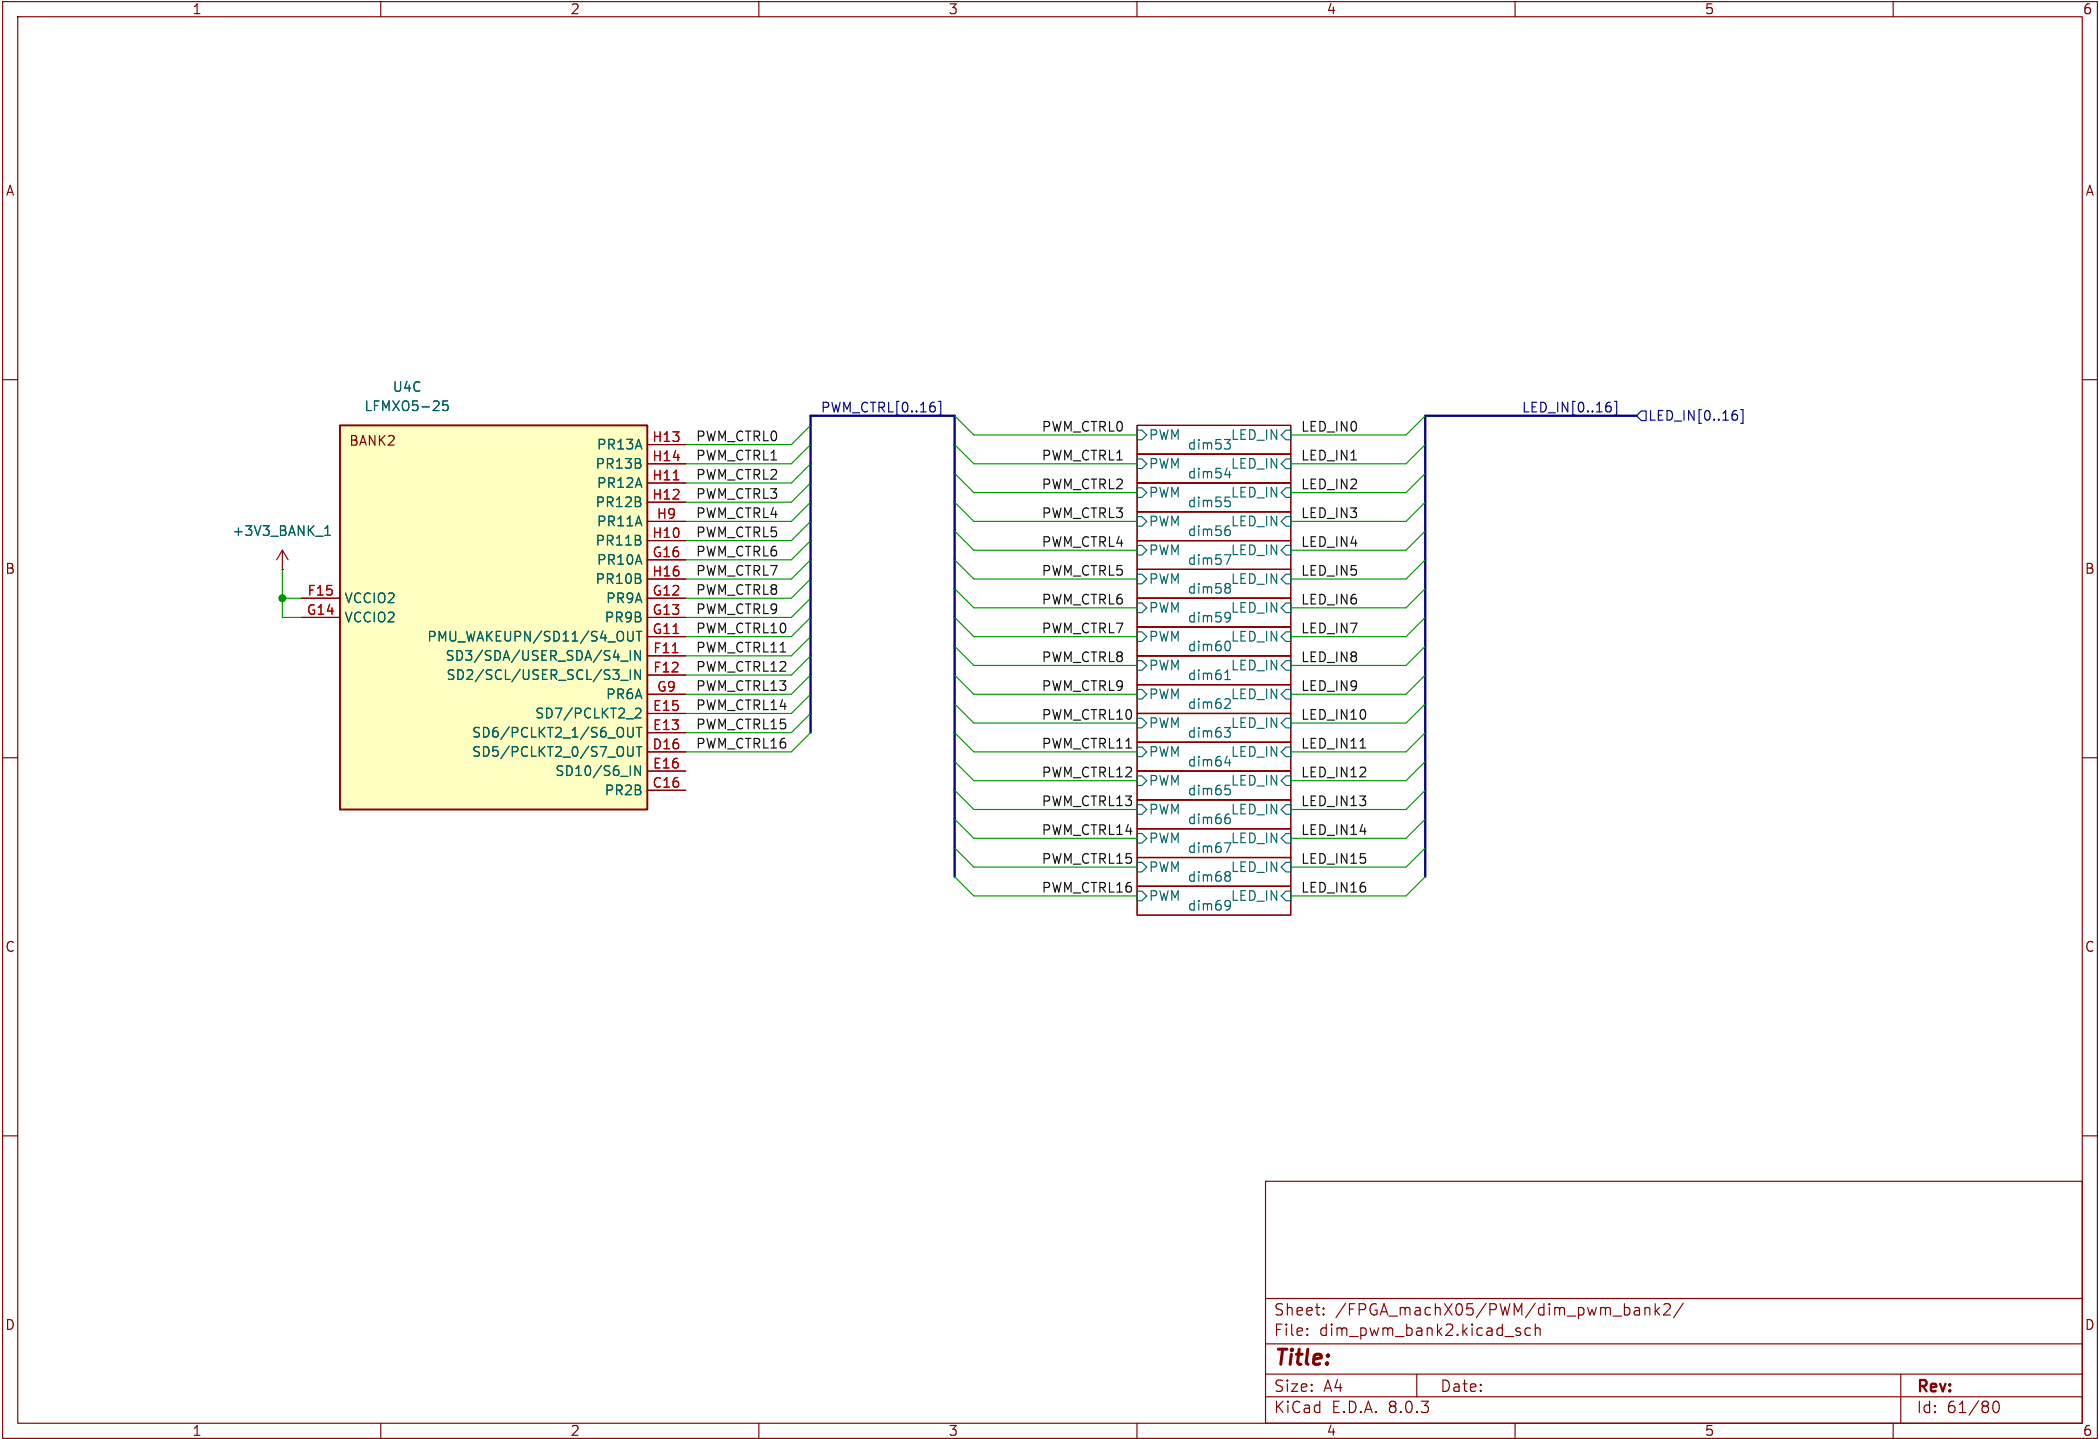 1 2 3 4 5 6
A A
B B
C C
D D
U4C
LFMXO5-25
BANK2
+3V3_BANK_1
F15 VCCIO2
G14 VCCIO2
PR13A H13 PWM_CTRL0
PR13B H14 PWM_CTRL1
PR12A H11 PWM_CTRL2
PR12B H12 PWM_CTRL3
PR11A H9 PWM_CTRL4
PR11B H10 PWM_CTRL5
PR10A G16 PWM_CTRL6
PR10B H16 PWM_CTRL7
PR9A G12 PWM_CTRL8
PR9B G13 PWM_CTRL9
PMU_WAKEUPN/SD11/S4_OUT G11 PWM_CTRL10
SD3/SDA/USER_SDA/S4_IN F11 PWM_CTRL11
SD2/SCL/USER_SCL/S3_IN F12 PWM_CTRL12
PR6A G9 PWM_CTRL13
SD7/PCLKT2_2 E15 PWM_CTRL14
SD6/PCLKT2_1/S6_OUT E13 PWM_CTRL15
SD5/PCLKT2_0/S7_OUT D16 PWM_CTRL16
SD10/S6_IN E16
PR2B C16
PWM_CTRL[0..16]
LED_IN[0..16] LED_IN[0..16]
PWM_CTRL0 PWM LED_IN LED_IN0
dim53
PWM_CTRL1 PWM LED_IN LED_IN1
dim54
PWM_CTRL2 PWM LED_IN LED_IN2
dim55
PWM_CTRL3 PWM LED_IN LED_IN3
dim56
PWM_CTRL4 PWM LED_IN LED_IN4
dim57
PWM_CTRL5 PWM LED_IN LED_IN5
dim58
PWM_CTRL6 PWM LED_IN LED_IN6
dim59
PWM_CTRL7 PWM LED_IN LED_IN7
dim60
PWM_CTRL8 PWM LED_IN LED_IN8
dim61
PWM_CTRL9 PWM LED_IN LED_IN9
dim62
PWM_CTRL10 PWM LED_IN LED_IN10
dim63
PWM_CTRL11 PWM LED_IN LED_IN11
dim64
PWM_CTRL12 PWM LED_IN LED_IN12
dim65
PWM_CTRL13 PWM LED_IN LED_IN13
dim66
PWM_CTRL14 PWM LED_IN LED_IN14
dim67
PWM_CTRL15 PWM LED_IN LED_IN15
dim68
PWM_CTRL16 PWM LED_IN LED_IN16
dim69
Sheet: /FPGA_machXO5/PWM/dim_pwm_bank2/
File: dim_pwm_bank2.kicad_sch
Title:
Size: A4 Date: Rev:
KiCad E.D.A. 8.0.3 Id: 61/80
1 2 3 4 5 6